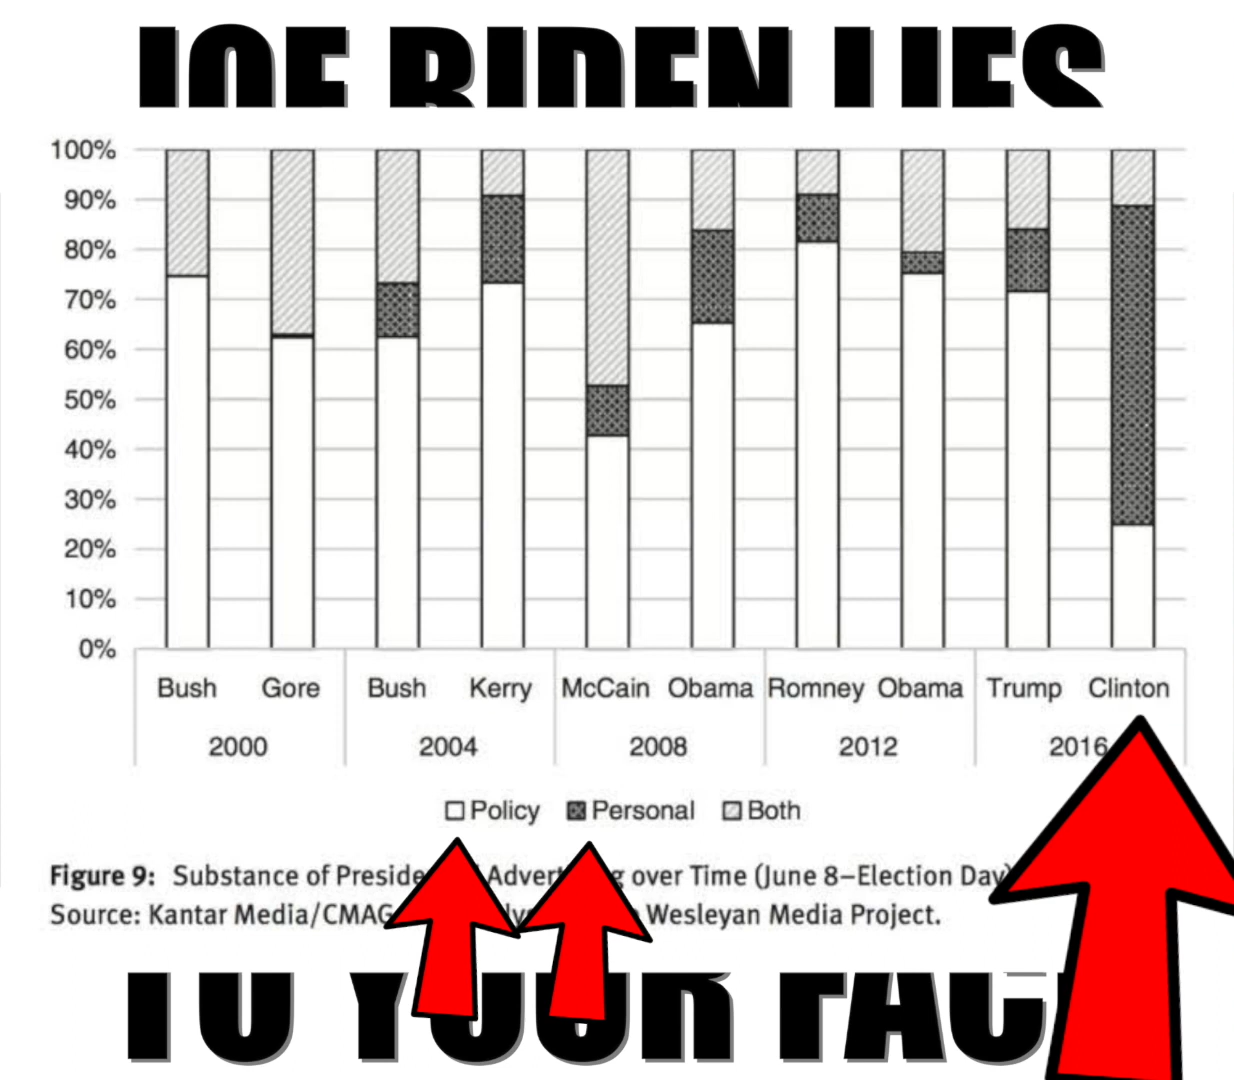 JOE BIDEN LIES
100%
90%
80%
70%
60%
50%
40%
30%
20%
10%
0%
Bush Gore Bush Kerry McCain Obama Romney Obama Trump Clinton
2000 2004 2008 2012 2016
Policy Personal Both
Figure 9: Substance of over Time (June 8–Election Day)
Source: Kantar Media/CMAG Wesleyan Media Project.
TO YOUR